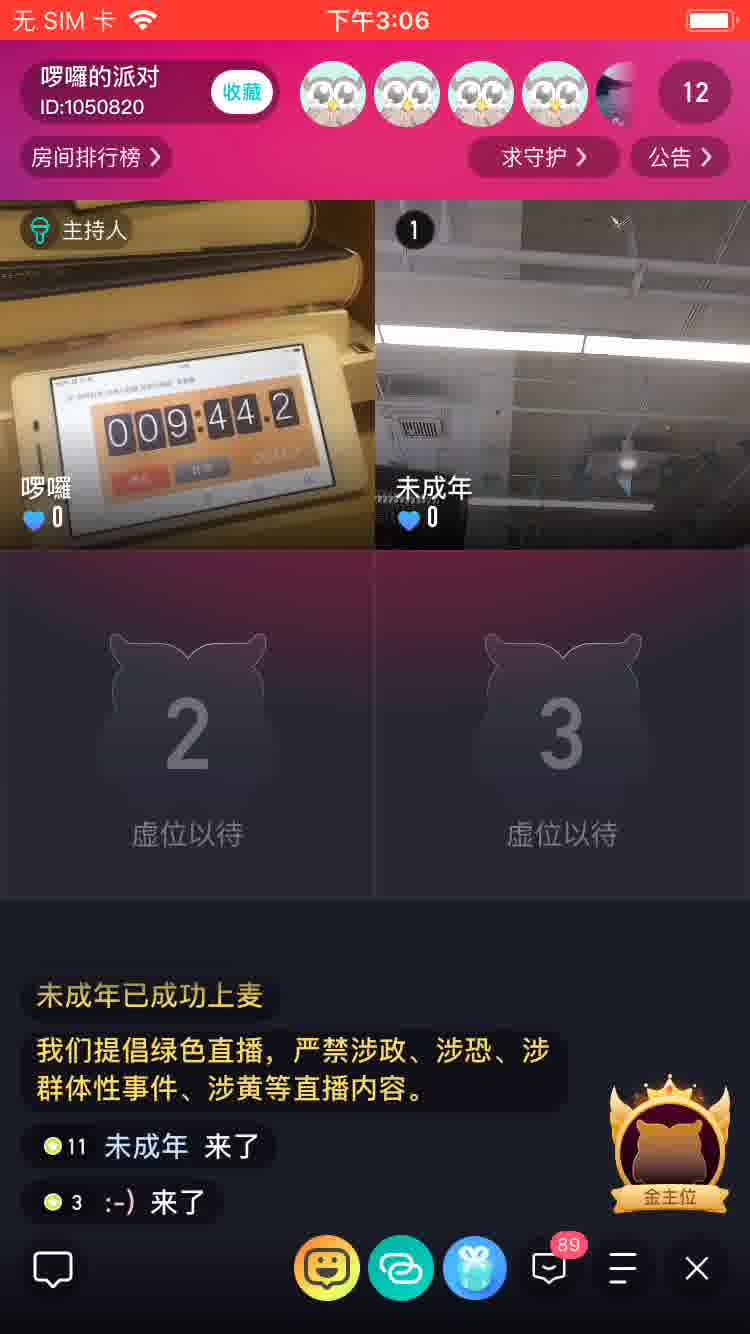 无 SIM 卡
下午3:06
啰囉的派对
ID:1050820
收藏
12
房间排行榜
求守护
公告
主持人
1
009:44.2
啰囉
0
未成年
0
2
虚位以待
3
虚位以待
未成年已成功上麦
我们提倡绿色直播，严禁涉政、涉恐、涉
群体性事件、涉黄等直播内容。
11 未成年 来了
3 :-) 来了
金主位
89